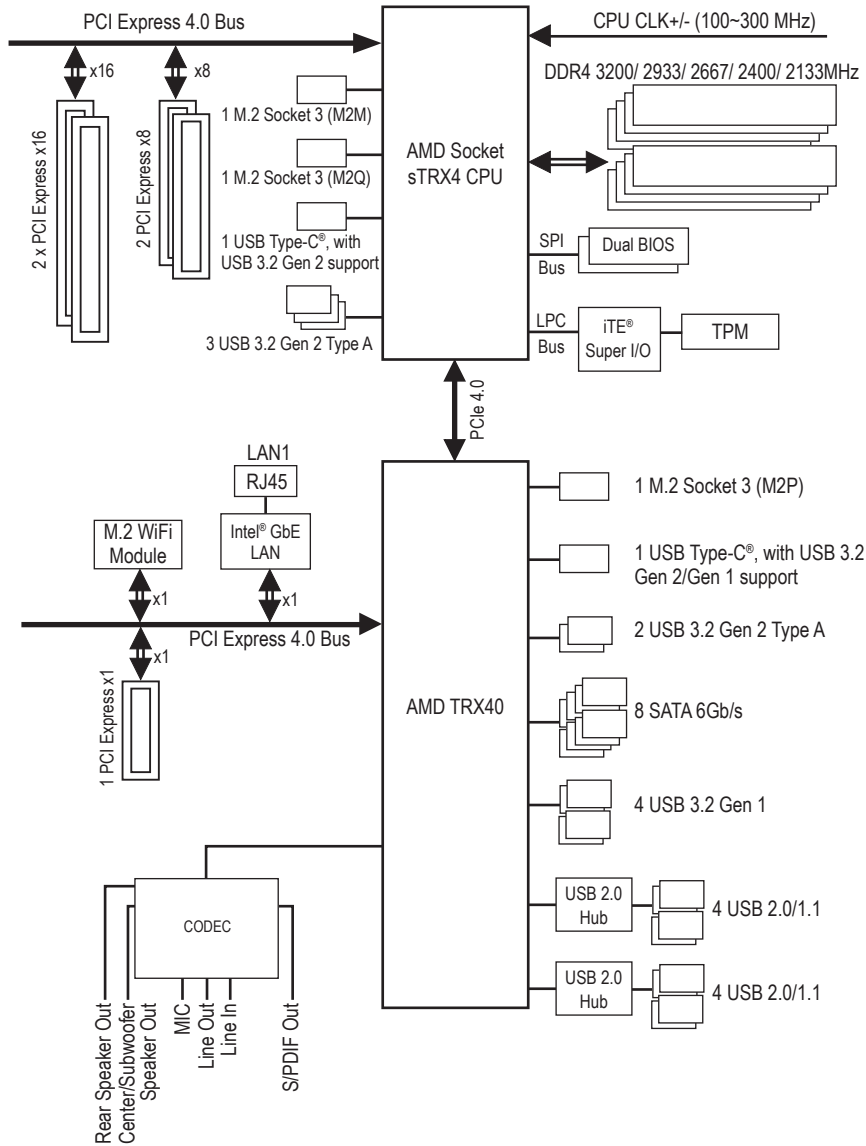 PCI Express 4.0 Bus
CPU CLK+/- (100~300 MHz)
x16
x8
DDR4 3200/ 2933/ 2667/ 2400/ 2133MHz
2 x PCI Express x16
2 PCI Express x8
1 M.2 Socket 3 (M2M)
1 M.2 Socket 3 (M2Q)
1 USB Type-C®, with
USB 3.2 Gen 2 support
3 USB 3.2 Gen 2 Type A
AMD Socket
sTRX4 CPU
SPI
Bus
Dual BIOS
LPC
Bus
iTE®
Super I/O
TPM
PCIe 4.0
LAN1
RJ45
Intel® GbE
LAN
M.2 WiFi
Module
x1
x1
PCI Express 4.0 Bus
x1
1 PCI Express x1
AMD TRX40
1 M.2 Socket 3 (M2P)
1 USB Type-C®, with USB 3.2
Gen 2/Gen 1 support
2 USB 3.2 Gen 2 Type A
8 SATA 6Gb/s
4 USB 3.2 Gen 1
USB 2.0
Hub
4 USB 2.0/1.1
USB 2.0
Hub
4 USB 2.0/1.1
CODEC
Rear Speaker Out
Center/Subwoofer
Speaker Out
MIC
Line Out
Line In
S/PDIF Out